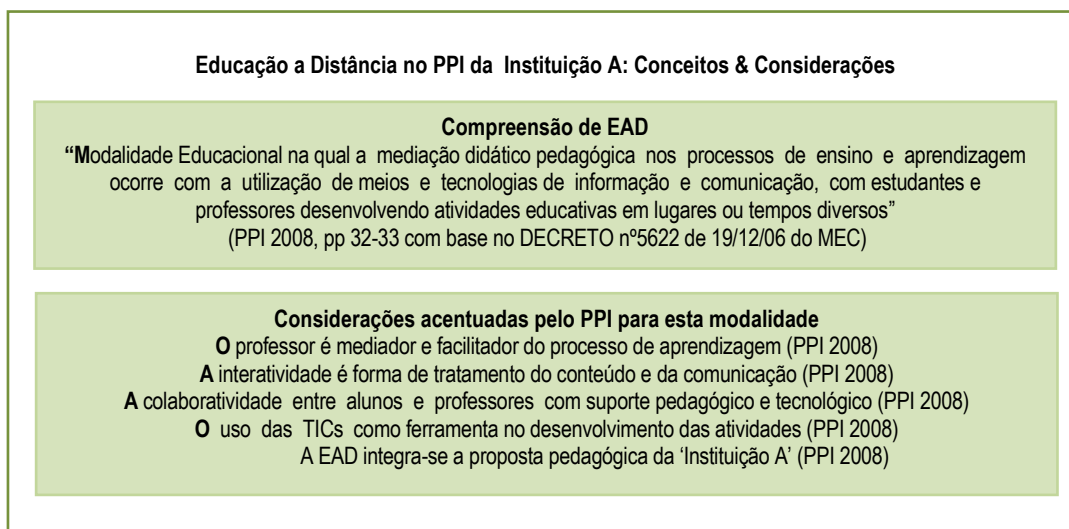 Educação a Distância no PPI da Instituição A: Conceitos & Considerações
Compreensão de EAD
“Modalidade Educacional na qual a mediação didático pedagógica nos processos de ensino e aprendizagem
ocorre com a utilização de meios e tecnologias de informação e comunicação, com estudantes e
professores desenvolvendo atividades educativas em lugares ou tempos diversos”
(PPI 2008, pp 32-33 com base no DECRETO nº5622 de 19/12/06 do MEC)
Considerações acentuadas pelo PPI para esta modalidade
O professor é mediador e facilitador do processo de aprendizagem (PPI 2008)
A interatividade é forma de tratamento do conteúdo e da comunicação (PPI 2008)
A colaboratividade entre alunos e professores com suporte pedagógico e tecnológico (PPI 2008)
O uso das TICs como ferramenta no desenvolvimento das atividades (PPI 2008)
A EAD integra-se a proposta pedagógica da ‘Instituição A’ (PPI 2008)